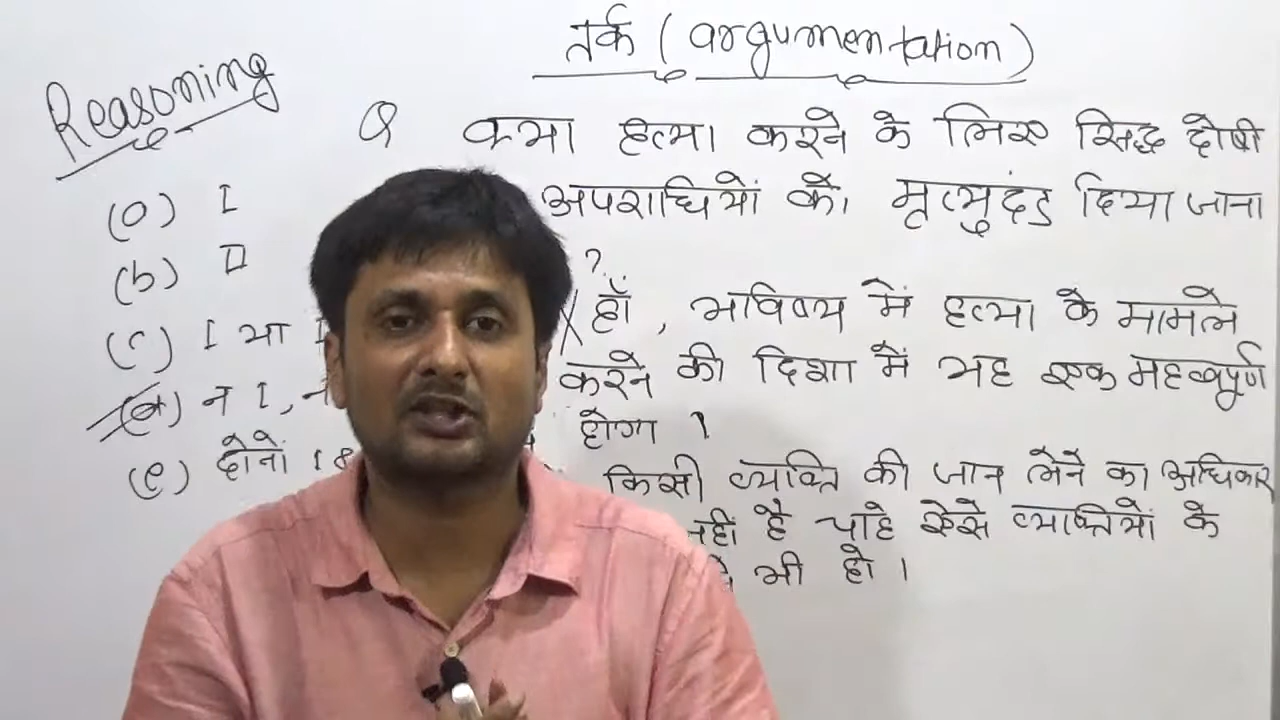 तर्क (argumentation)
Reasoning
Q क्या हत्या करने के लिए सिद्ध दोषी
अपराधियों को मृत्युदंड दिया जाना
?
हाँ, भविष्य में हत्या के मामले
करने की दिशा में यह एक महत्वपूर्ण
होगा ।
किसी व्यक्ति की जान लेने का अधिकार
नहीं है चाहे ऐसे व्यक्तियों के
भी हो ।
(a) I
(b) II
(c) I या
(d) न I, न
(e) दोनों I &